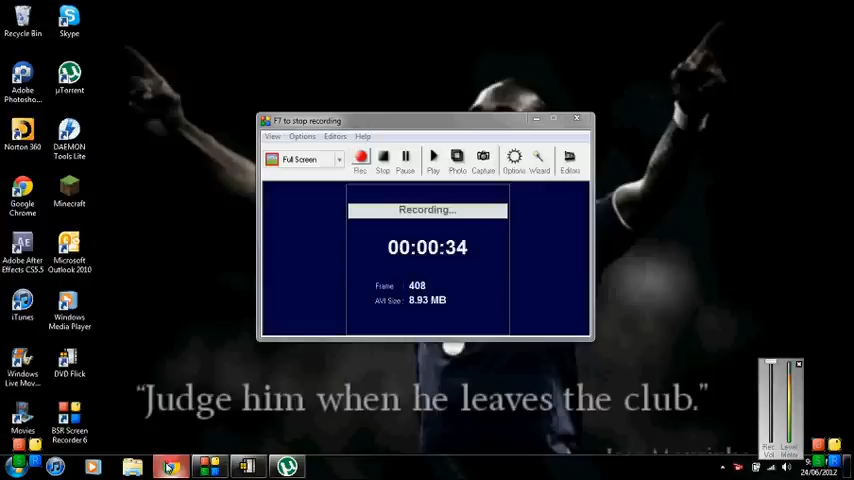 Recycle Bin
Skype
Adobe
Photosho...
µTorrent
Norton 360
DAEMON
Tools Lite
Google
Chrome
Minecraft
Adobe After
Effects CS5.5
Microsoft
Outlook 2010
iTunes
Windows
Media Player
Windows
Live Mov...
DVD Flick
Movies
BSR Screen
Recorder 6
F7 to stop recording
View Options Editors Help
Full Screen
Rec Stop Pause Play Photo Capture Options Wizard Editors
Recording...
00:00:34
Frame : 408
AVI Size : 8.93 MB
“Judge him when he leaves the club.”
Rec
Vol
Level
Meter
24/06/2012